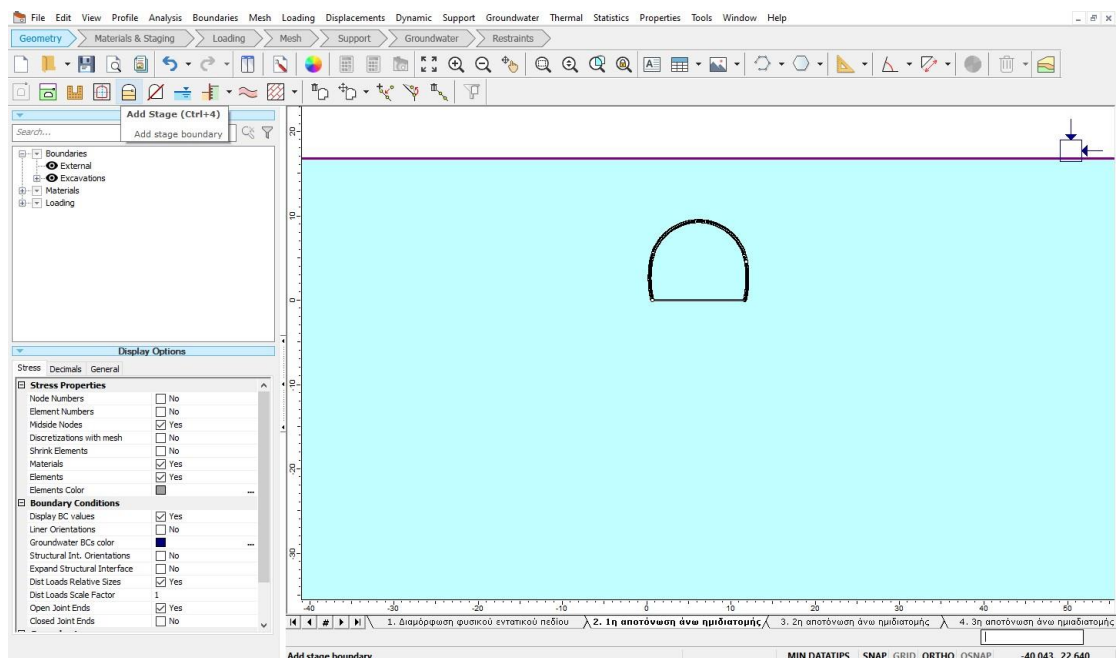 File Edit View Profile Analysis Boundaries Mesh Loading Displacements Dynamic Support Groundwater Thermal Statistics Properties Tools Window Help
Geometry Materials & Staging Loading Mesh Support Groundwater Restraints
Add Stage (Ctrl+4)
Search...
Add stage boundary
Boundaries
External
Excavations
Materials
Loading
Display Options
Stress Decimals General
Stress Properties
Node Numbers No
Element Numbers No
Midside Nodes Yes
Discretizations with mesh No
Shrink Elements No
Materials Yes
Elements Yes
Elements Color ...
Boundary Conditions
Display BC values Yes
Liner Orientations No
Groundwater BCs color ...
Structural Int. Orientations No
Expand Structural Interface No
Dist Loads Relative Sizes Yes
Dist Loads Scale Factor 1
Open Joint Ends Yes
Closed Joint Ends No
20
10
0
-10
-20
-30
-40 -30 -20 -10 0 10 20 30 40 50
1. Διαμόρφωση φυσικού εντατικού πεδίου 2. 1η αποτόνωση άνω ημιδιατομής 3. 2η αποτόνωση άνω ημιδιατομής 4. 3η αποτόνωση άνω ημιαδιατομής
Add stage boundary MIN DATATIPS SNAP GRID ORTHO OSNAP -40.043, 22.640